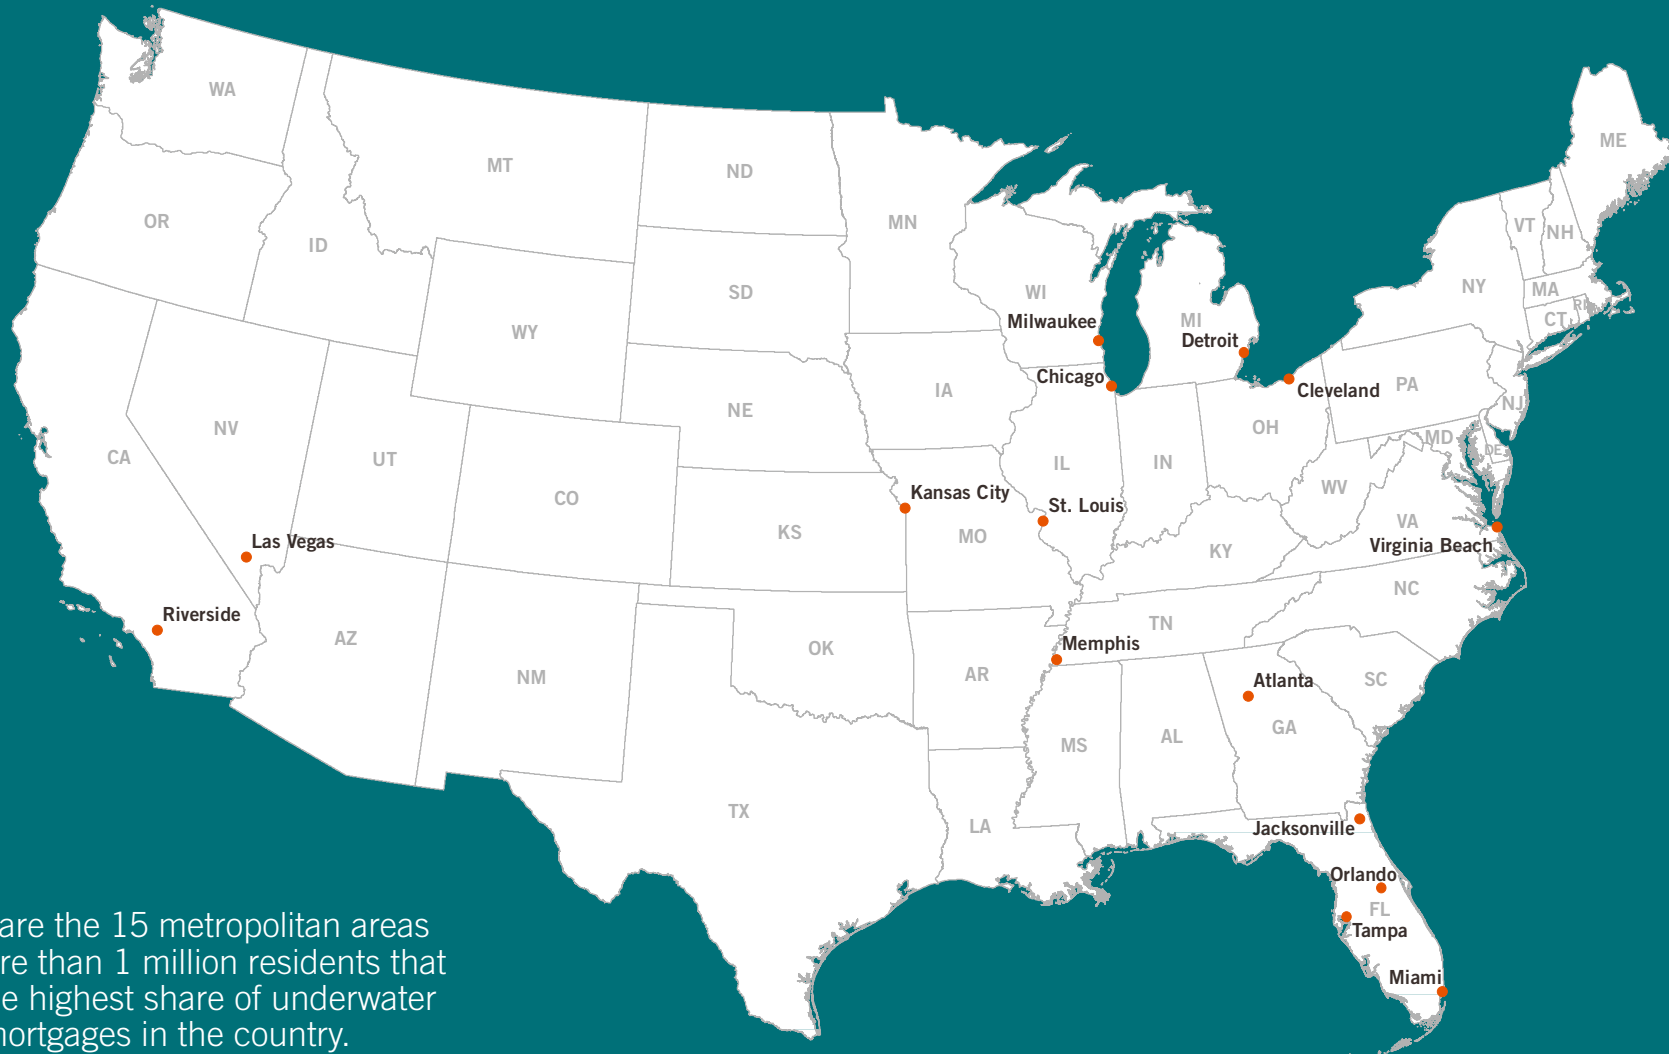 WA
ME
MT
ND
VT
NH
OR
MN
ID
NY
MA
SD
WI
CT
RI
WY
MI
Milwaukee
Detroit
Chicago
Cleveland
PA
IA
NE
NJ
NV
OH
MD
DE
CA
UT
IL
IN
WV
CO
Kansas City
St. Louis
KS
MO
VA
Las Vegas
KY
Virginia Beach
NC
Riverside
TN
AZ
OK
Memphis
NM
AR
Atlanta
SC
GA
MS
AL
TX
LA
Jacksonville
Orlando
FL
Tampa
Miami
are the 15 metropolitan areas
re than 1 million residents that
e highest share of underwater
ortgages in the country.